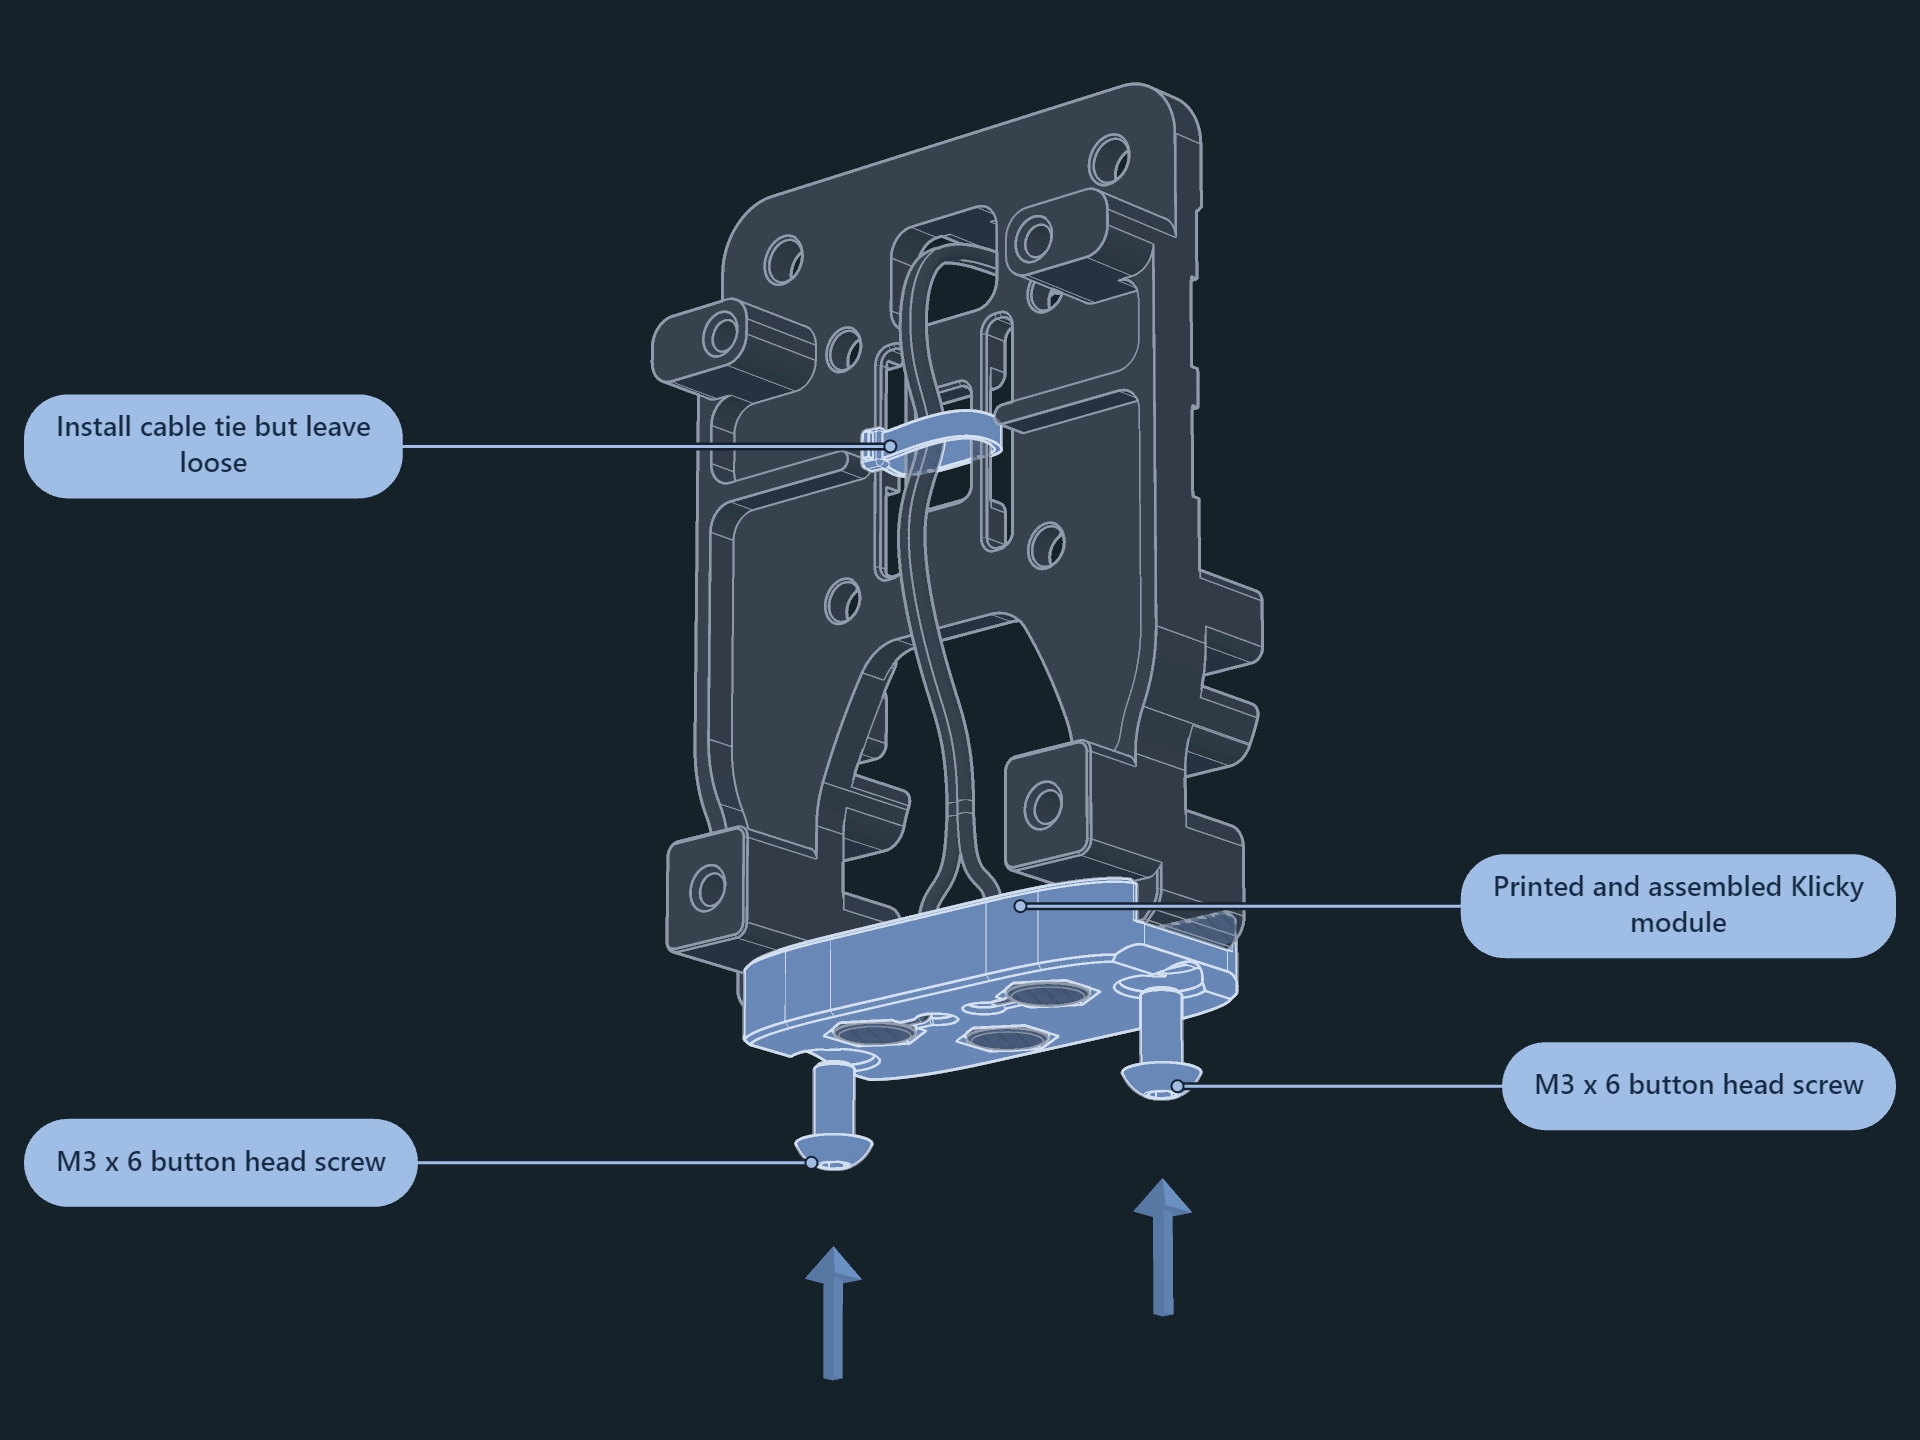 Install cable tie but leave
loose
Printed and assembled Klicky
module
M3 x 6 button head screw
M3 x 6 button head screw